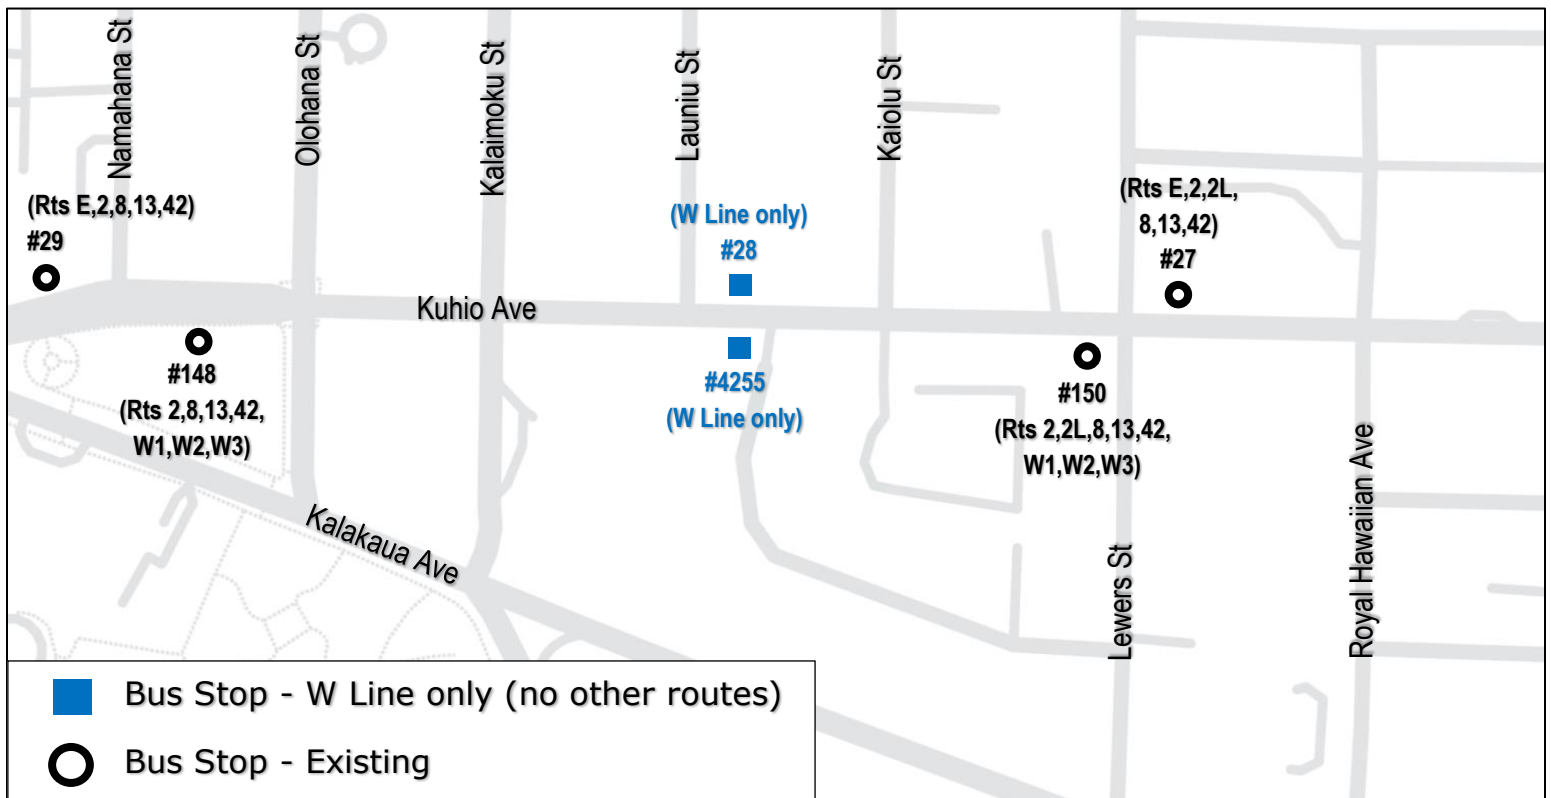 Namahana St
Olohana St
Kalaimoku St
Launiu St
Kaiolu St
(Rts E,2,8,13,42)
#29
(W Line only)
#28
(Rts E,2,2L,
8,13,42)
#27
Kuhio Ave
#148
(Rts 2,8,13,42,
W1,W2,W3)
#4255
(W Line only)
#150
(Rts 2,2L,8,13,42,
W1,W2,W3)
Kalakaua Ave
Lewers St
Royal Hawaiian Ave
Bus Stop - W Line only (no other routes)
Bus Stop - Existing